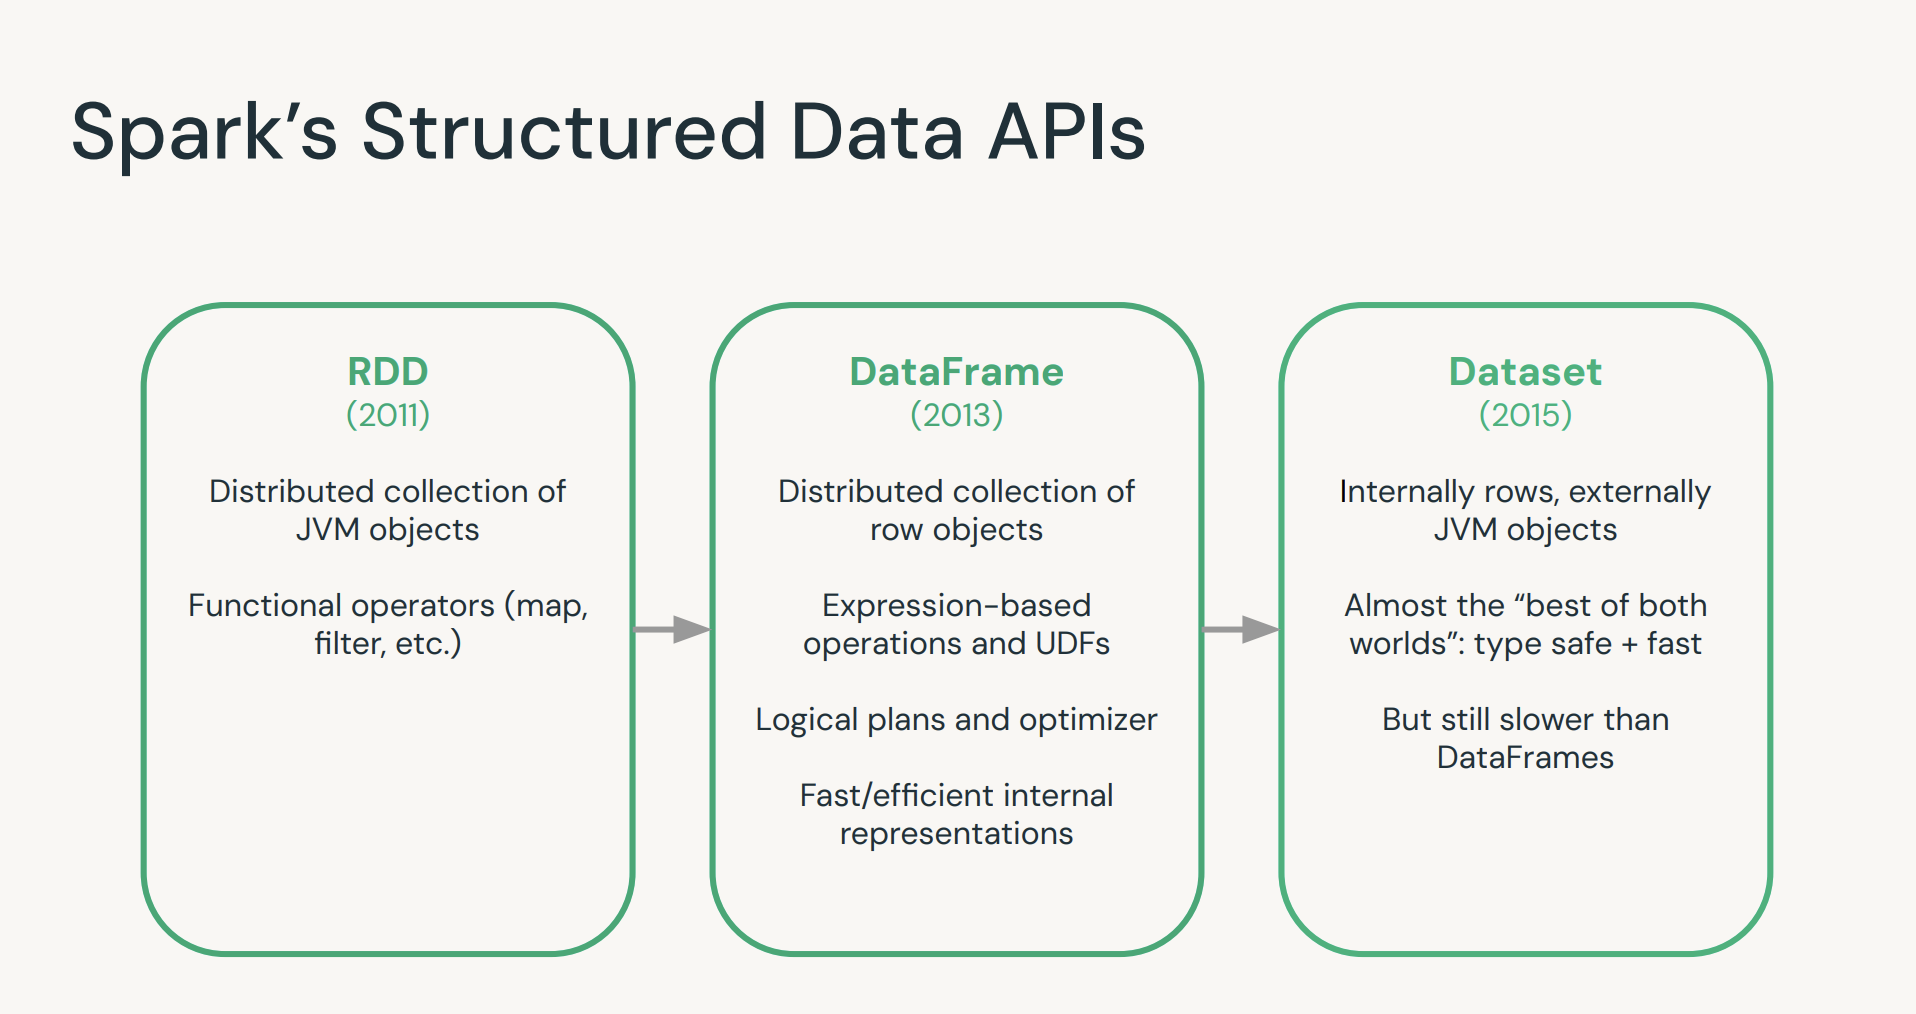 Spark’s Structured Data APIs
RDD
(2011)
Distributed collection of
JVM objects
Functional operators (map,
filter, etc.)
DataFrame
(2013)
Distributed collection of
row objects
Expression-based
operations and UDFs
Logical plans and optimizer
Fast/efficient internal
representations
Dataset
(2015)
Internally rows, externally
JVM objects
Almost the “best of both
worlds”: type safe + fast
But still slower than
DataFrames